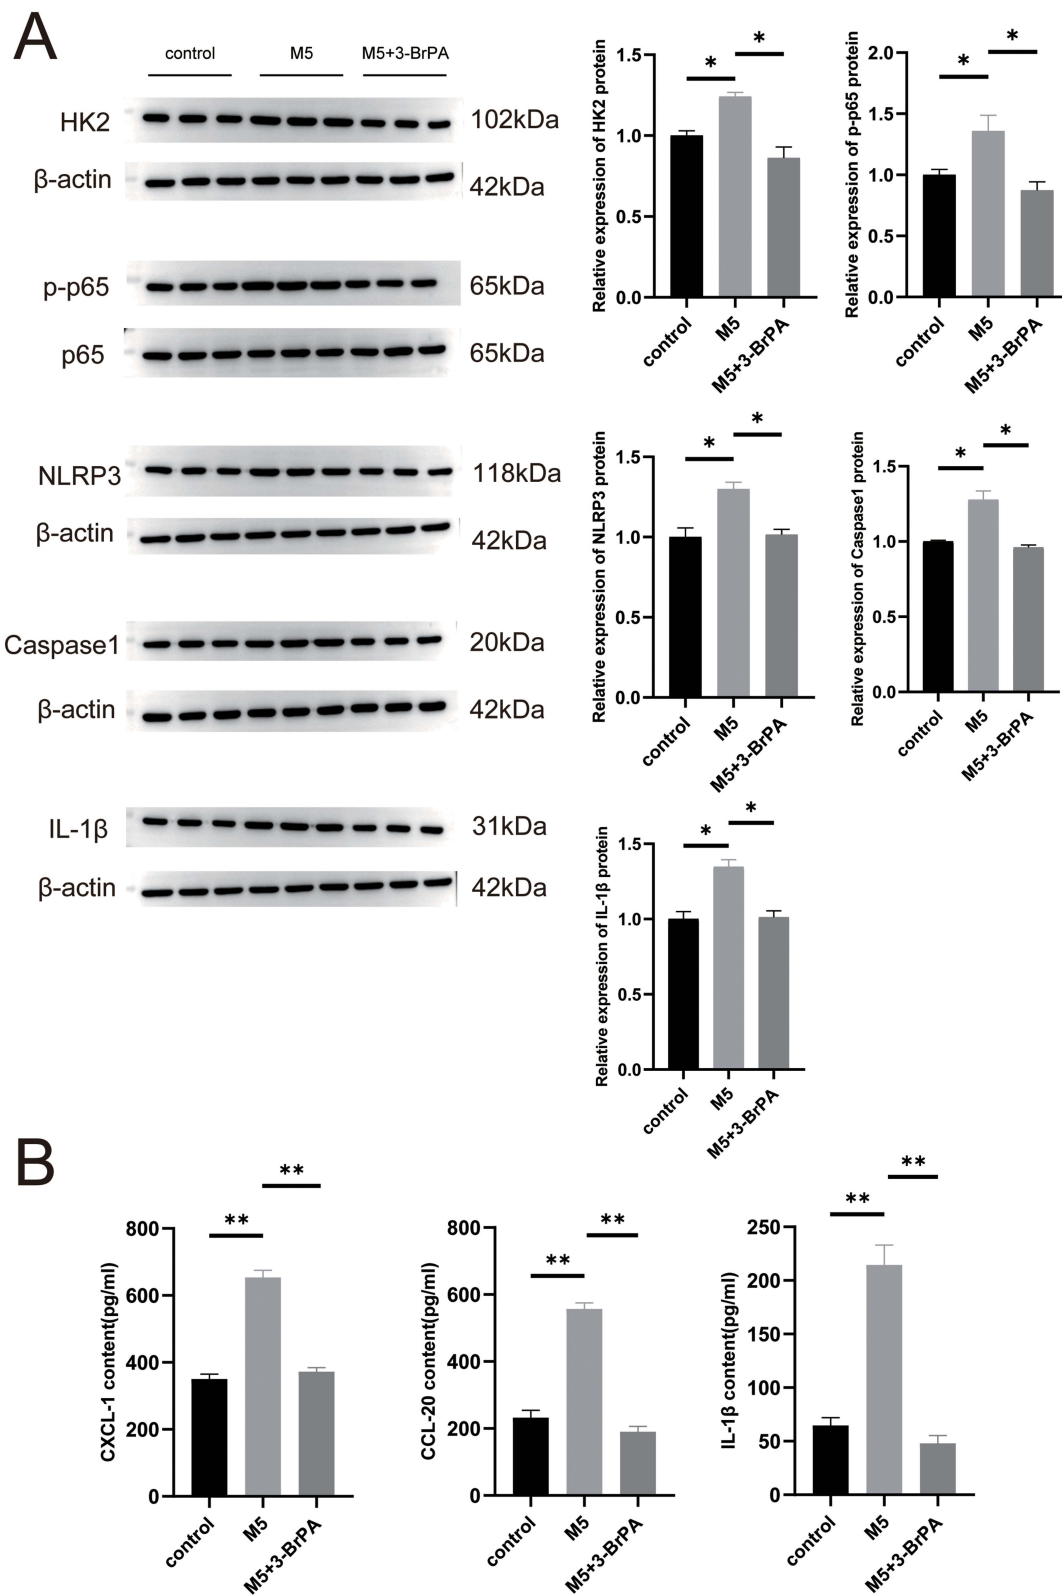 A
control M5 M5+3-BrPA
HK2 102kDa
β-actin 42kDa
p-p65 65kDa
p65 65kDa
NLRP3 118kDa
β-actin 42kDa
Caspase1 20kDa
β-actin 42kDa
IL-1β 31kDa
β-actin 42kDa
Relative expression of HK2 protein
1.5
1.0
0.5
0.0
* *
control M5 M5+3-BrPA
Relative expression of p-p65 protein
2.0
1.5
1.0
0.5
0.0
* *
control M5 M5+3-BrPA
Relative expression of NLRP3 protein
1.5
1.0
0.5
0.0
* *
control M5 M5+3-BrPA
Relative expression of Caspase1 protein
1.5
1.0
0.5
0.0
* *
control M5 M5+3-BrPA
Relative expression of IL-1β protein
1.5
1.0
0.5
0.0
* *
control M5 M5+3-BrPA
B
CXCL-1 content(pg/ml)
800
600
400
200
0
** **
control M5 M5+3-BrPA
CCL-20 content(pg/ml)
800
600
400
200
0
** **
control M5 M5+3-BrPA
IL-1β content(pg/ml)
250
200
150
100
50
0
** **
control M5 M5+3-BrPA